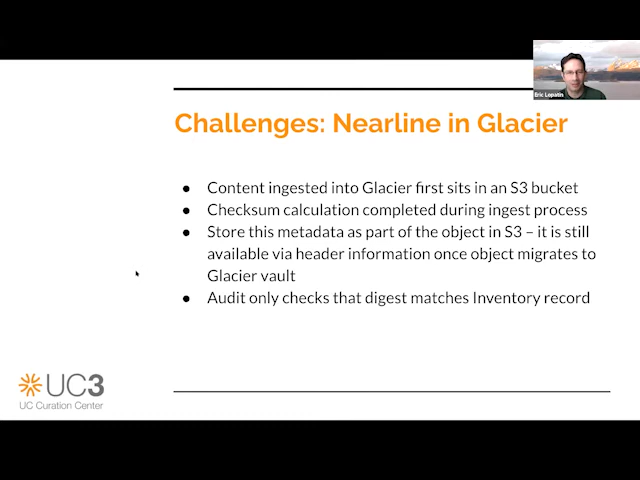 Eric Lopatin
Challenges: Nearline in Glacier
● Content ingested into Glacier first sits in an S3 bucket
● Checksum calculation completed during ingest process
● Store this metadata as part of the object in S3 – it is still
available via header information once object migrates to
Glacier vault
● Audit only checks that digest matches Inventory record
UC3
UC Curation Center